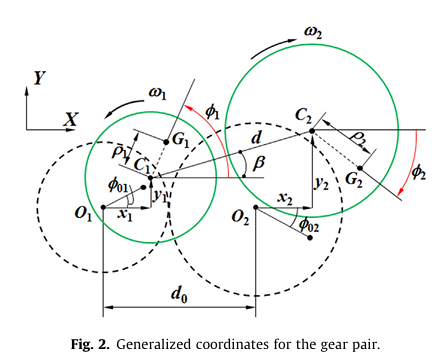 ω₂
ω₁
Y
X
ϕ₁
G₁
ρ̄₁
C₁
d
C₂
ρ₂
G₂
ϕ₂
β
ϕ₀₁
y₁
x₁
O₁
O₂
x₂
y₂
ϕ₀₂
d₀
Fig. 2. Generalized coordinates for the gear pair.